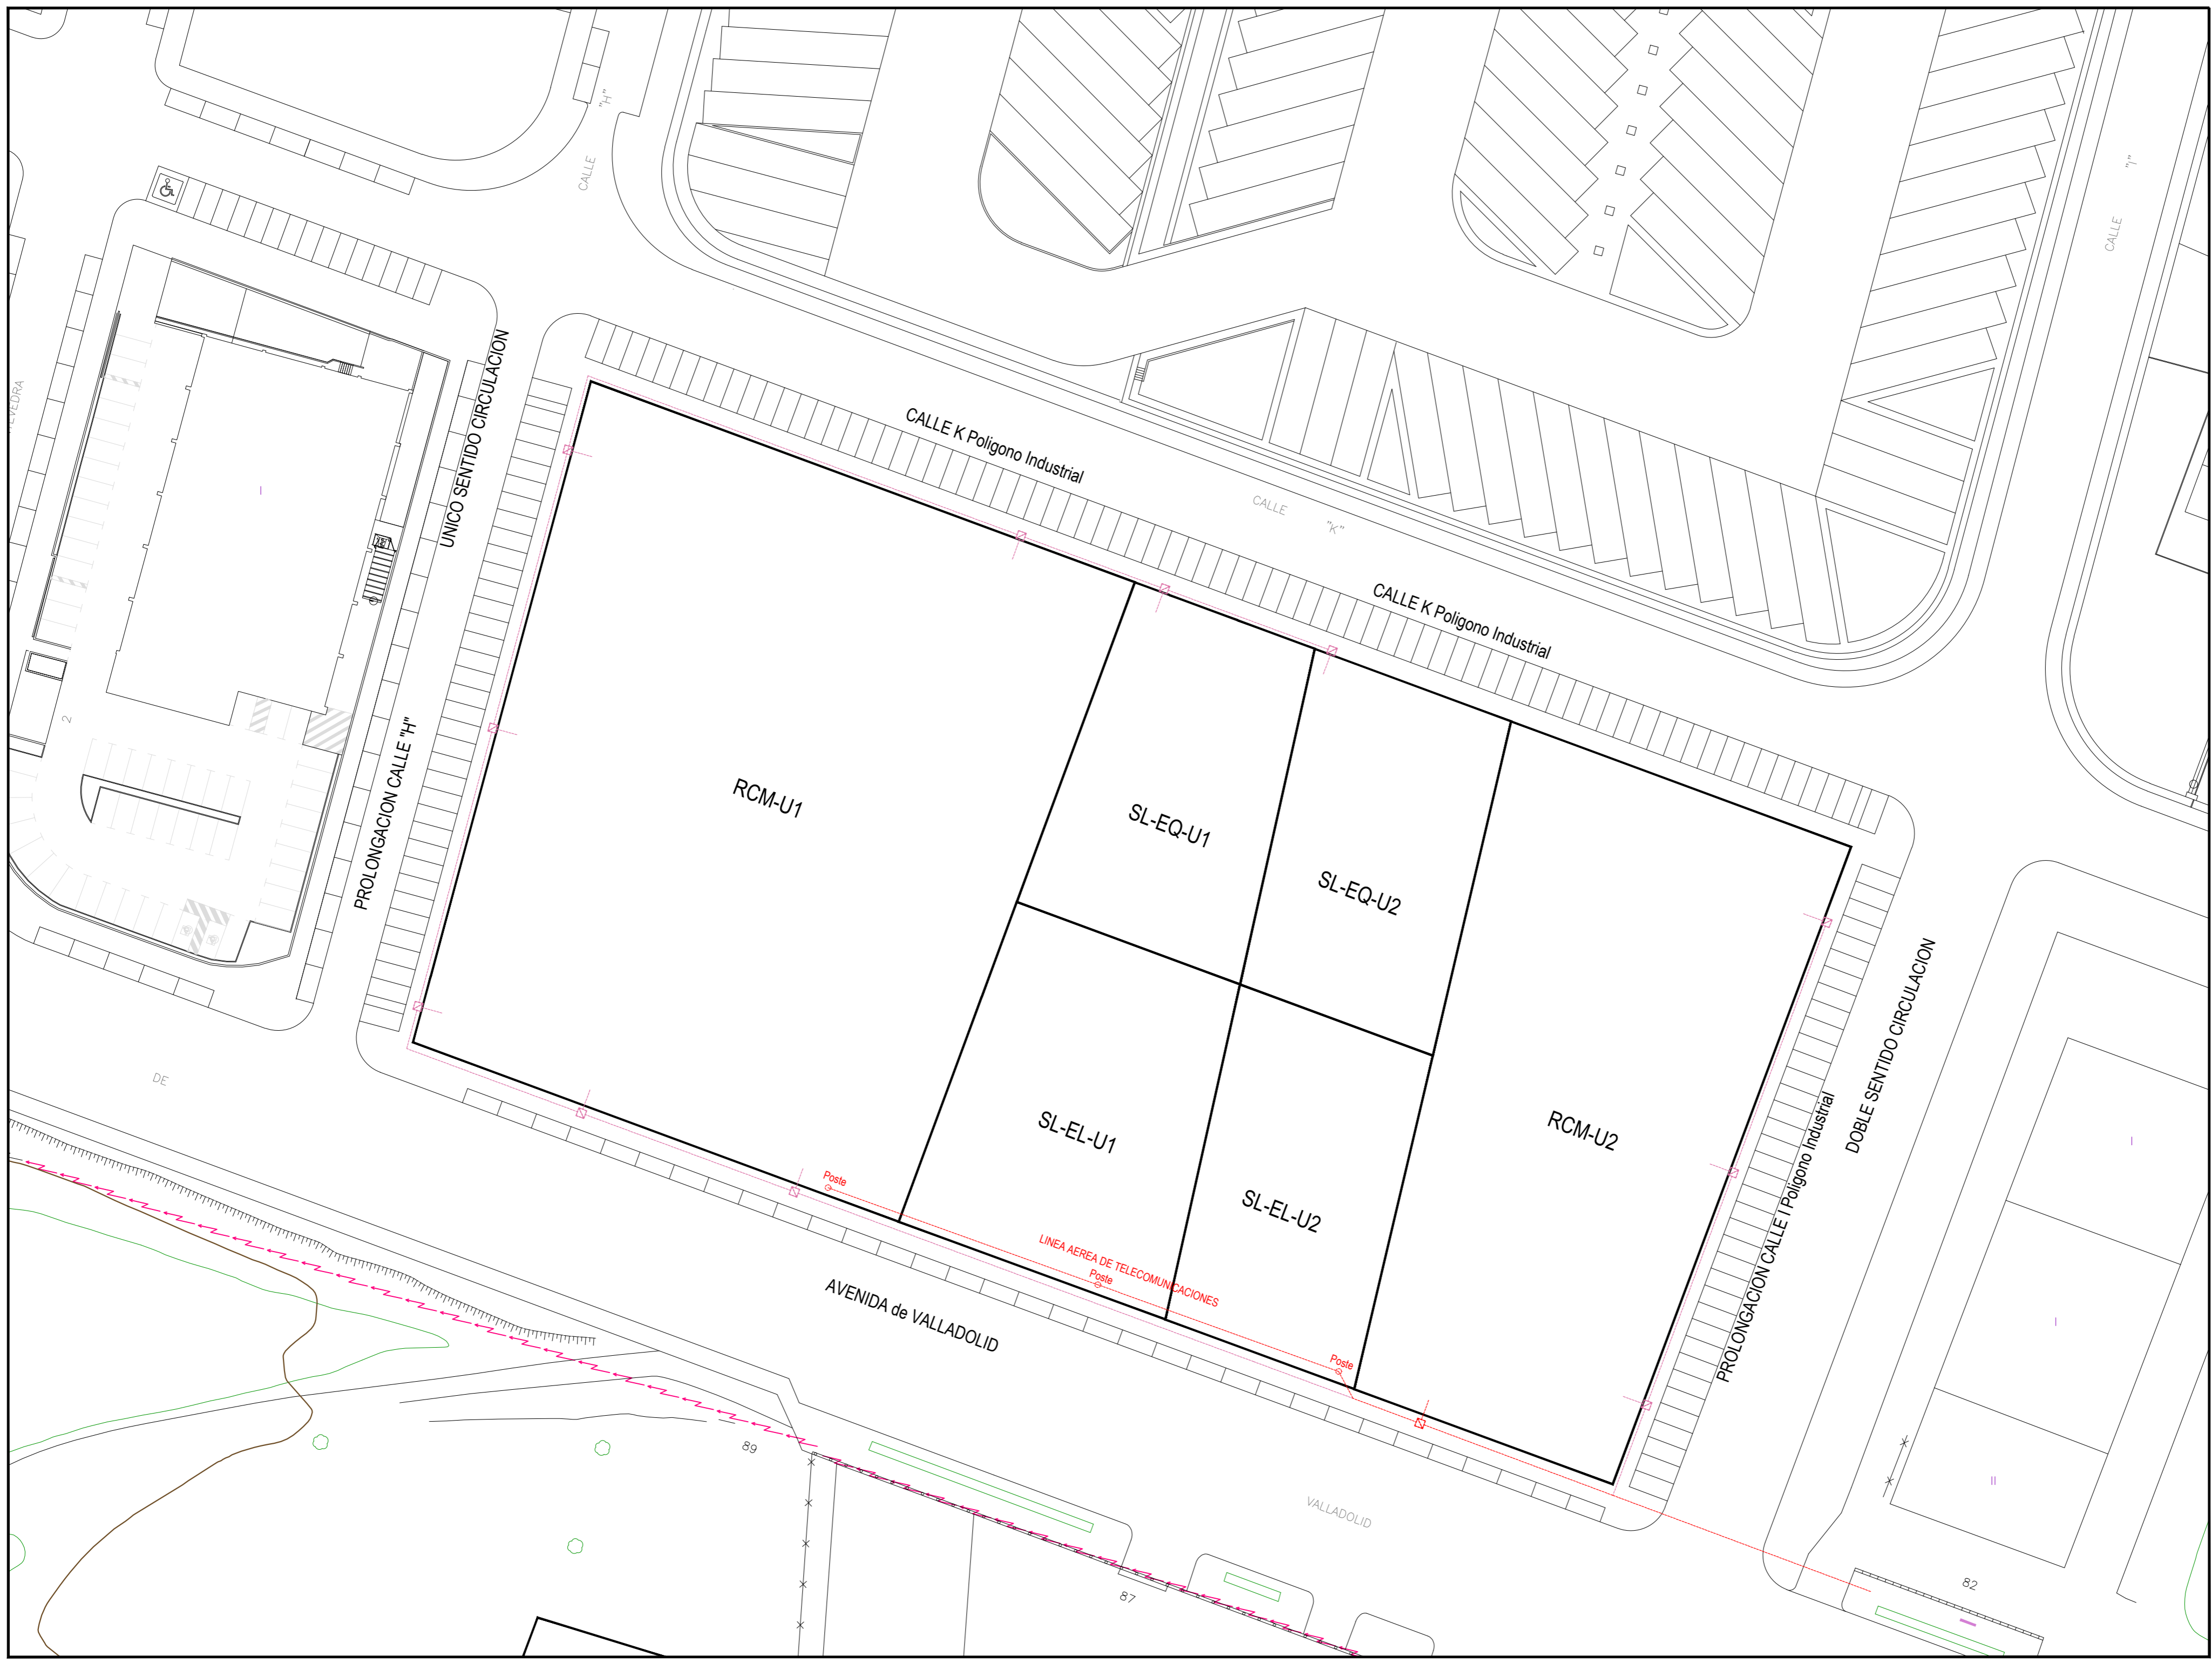 "H"
CALLE
"I"
CALLE
UNICO SENTIDO CIRCULACION
PROLONGACION CALLE "H"
CALLE K Poligono Industrial
CALLE "K"
CALLE K Poligono Industrial
I
2
RCM-U1
SL-EQ-U1
SL-EQ-U2
SL-EL-U1
SL-EL-U2
RCM-U2
DOBLE SENTIDO CIRCULACION
PROLONGACION CALLE I Poligono Industrial
DE
Poste
LINEA AEREA DE TELECOMUNICACIONES
Poste
Poste
AVENIDA de VALLADOLID
VALLADOLID
I
I
II
89
87
82